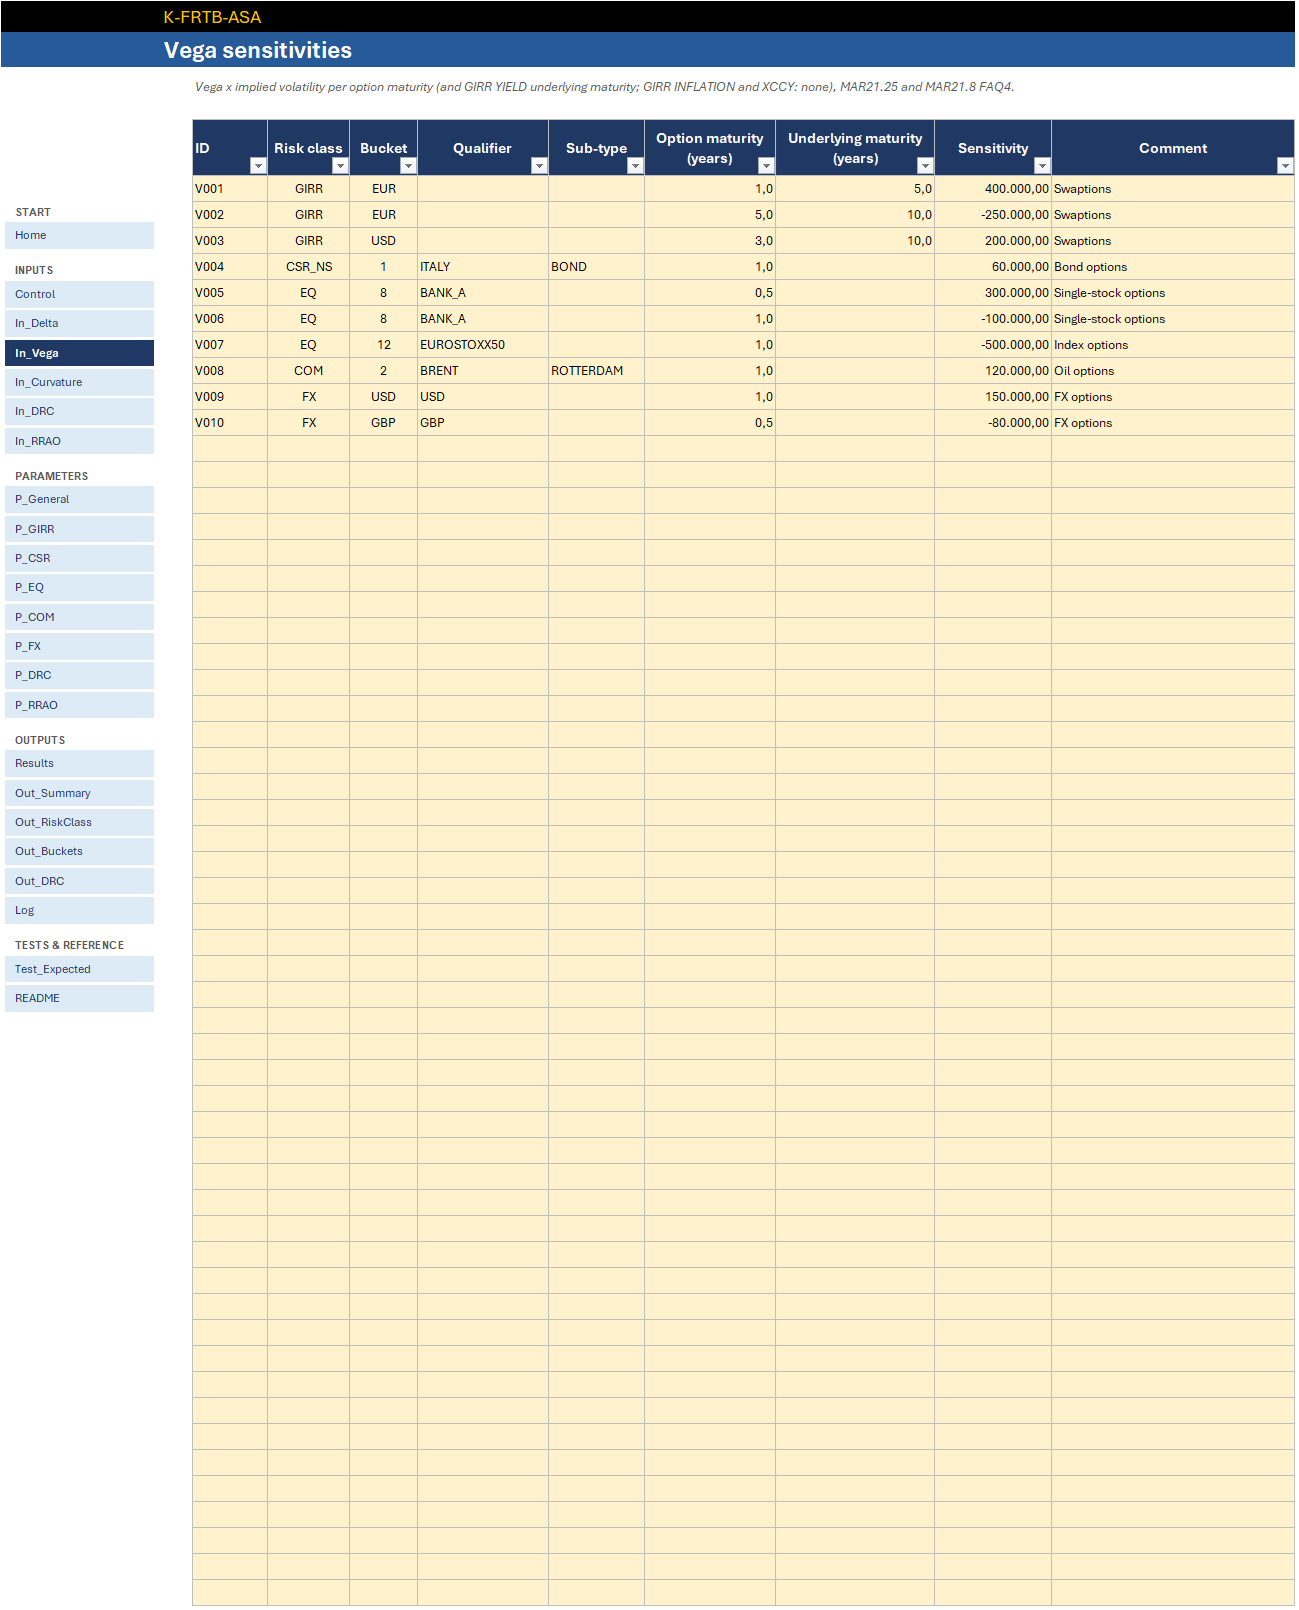 K-FRTB-ASA
Vega sensitivities
Vega x implied volatility per option maturity (and GIRR YIELD underlying maturity; GIRR INFLATION and XCCY: none), MAR21.25 and MAR21.8 FAQ4.
START
Home
INPUTS
Control
In_Delta
In_Vega
In_Curvature
In_DRC
In_RRAO
PARAMETERS
P_General
P_GIRR
P_CSR
P_EQ
P_COM
P_FX
P_DRC
P_RRAO
OUTPUTS
Results
Out_Summary
Out_RiskClass
Out_Buckets
Out_DRC
Log
TESTS & REFERENCE
Test_Expected
README
ID Risk class Bucket Qualifier Sub-type Option maturity (years) Underlying maturity (years) Sensitivity Comment
V001 GIRR EUR 1,0 5,0 400.000,00 Swaptions
V002 GIRR EUR 5,0 10,0 -250.000,00 Swaptions
V003 GIRR USD 3,0 10,0 200.000,00 Swaptions
V004 CSR_NS 1 ITALY BOND 1,0 60.000,00 Bond options
V005 EQ 8 BANK_A 0,5 300.000,00 Single-stock options
V006 EQ 8 BANK_A 1,0 -100.000,00 Single-stock options
V007 EQ 12 EUROSTOXX50 1,0 -500.000,00 Index options
V008 COM 2 BRENT ROTTERDAM 1,0 120.000,00 Oil options
V009 FX USD USD 1,0 150.000,00 FX options
V010 FX GBP GBP 0,5 -80.000,00 FX options